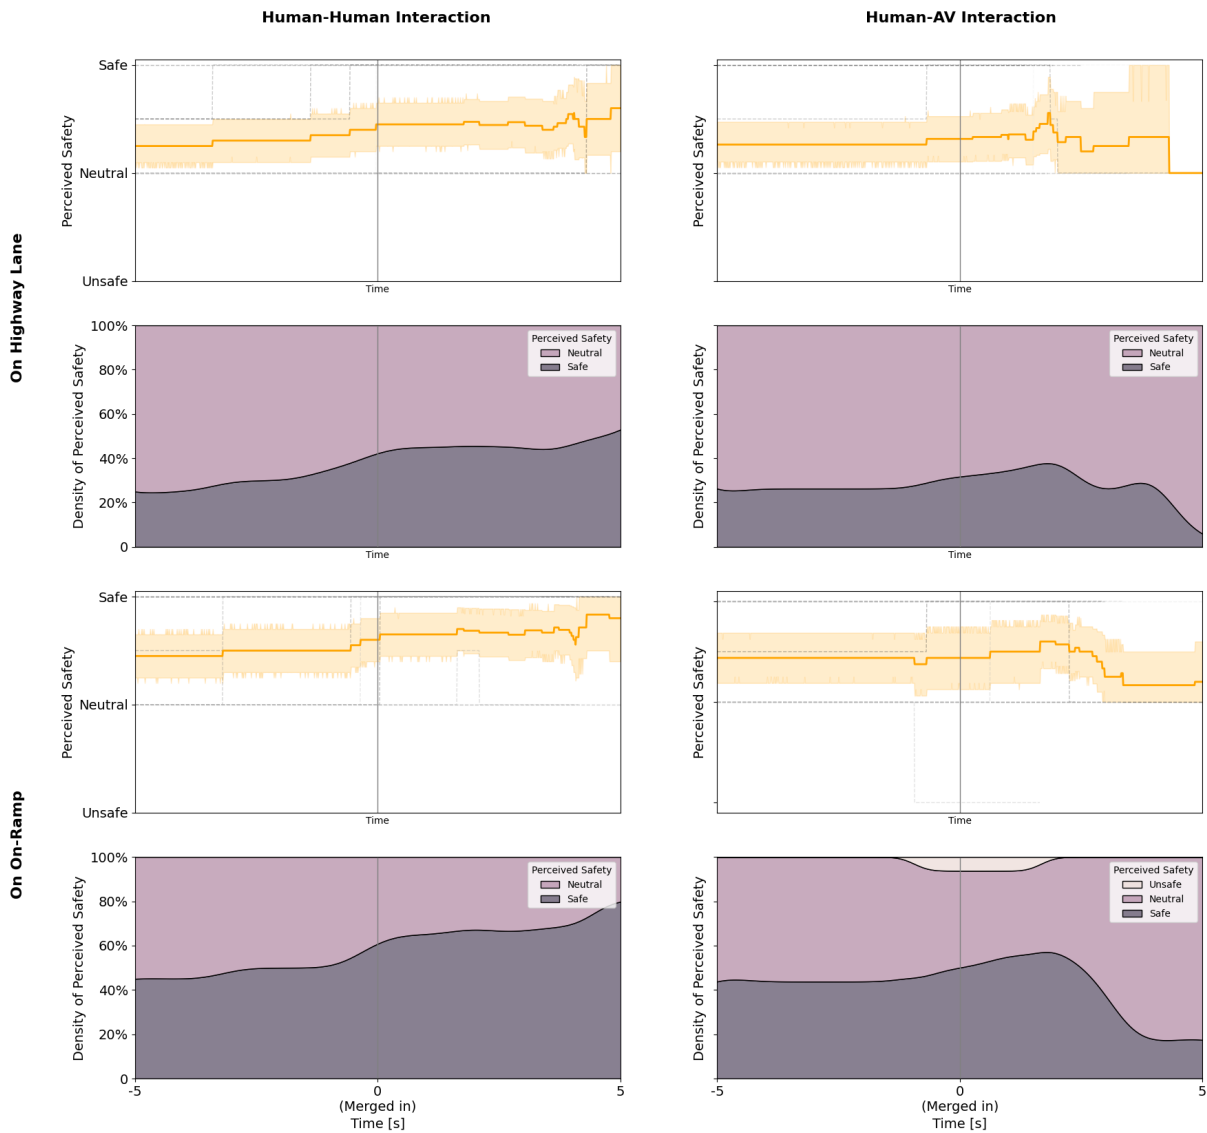 Human-Human Interaction
Human-AV Interaction
On Highway Lane
Perceived Safety
Safe
Neutral
Unsafe
Time
Perceived Safety
Time
Density of Perceived Safety
100%
80%
60%
40%
20%
0
Perceived Safety
Neutral
Safe
Time
Density of Perceived Safety
Perceived Safety
Neutral
Safe
Time
On On-Ramp
Perceived Safety
Safe
Neutral
Unsafe
Time
Perceived Safety
Time
Density of Perceived Safety
100%
80%
60%
40%
20%
0
Perceived Safety
Neutral
Safe
-5
0
5
(Merged in)
Time [s]
Density of Perceived Safety
Perceived Safety
Unsafe
Neutral
Safe
-5
0
5
(Merged in)
Time [s]